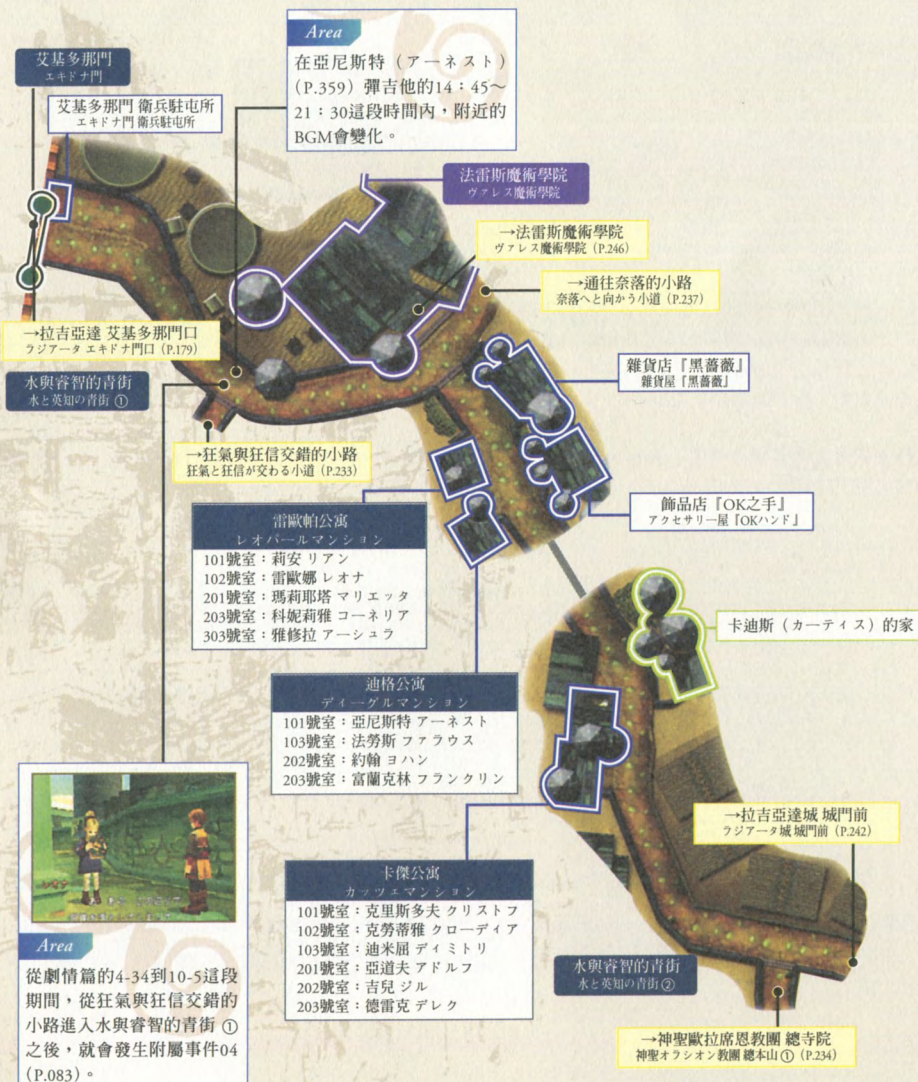 艾基多那門
エキドナ門
艾基多那門 衛兵駐屯所
エキドナ門 衛兵駐屯所
Area
在亞尼斯特（アーネスト）
（P.359）彈吉他的14：45～
21：30這段時間內，附近的
BGM會變化。
法雷斯魔術學院
ヴァレス魔術學院
→法雷斯魔術學院
ヴァレス魔術學院（P.246）
→通往奈落的小路
奈落へと向かう小道（P.237）
→拉吉亞達 艾基多那門口
ラジアータ エキドナ門口（P.179）
水與睿智的青街
水と英知の青街 ①
→狂氣與狂信交錯的小路
狂氣と狂信が交わる小道（P.233）
雜貨店『黑薔薇』
雜貨屋『黑薔薇』
飾品店『OK之手』
アクセサリー屋『OKハンド』
雷歐帕公寓
レオパールマンション
101號室：莉安 リアン
102號室：雷歐娜 レオナ
201號室：瑪莉耶塔 マリエッタ
203號室：科妮莉雅 コーネリア
303號室：雅修拉 アーシュラ
卡迪斯（カーティス）的家
迪格公寓
ディーグルマンション
101號室：亞尼斯特 アーネスト
103號室：法勞斯 ファラウス
202號室：約翰 ヨハン
203號室：富蘭克林 フランクリン
→拉吉亞達城 城門前
ラジアータ城 城門前（P.242）
卡傑公寓
カッツェマンション
101號室：克里斯多夫 クリストフ
102號室：克勞蒂雅 クローディア
103號室：迪米屈 ディミトリ
201號室：亞道夫 アドルフ
202號室：吉兒 ジル
203號室：德雷克 デレク
水與睿智的青街
水と英知の青街 ②
→神聖歐拉席恩教團 總寺院
神聖オラシオン教團 總本山 ①（P.234）
Area
從劇情篇的4-34到10-5這段
期間，從狂氣與狂信交錯的
小路進入水與睿智的青街 ①
之後，就會發生附屬事件04
（P.083）。